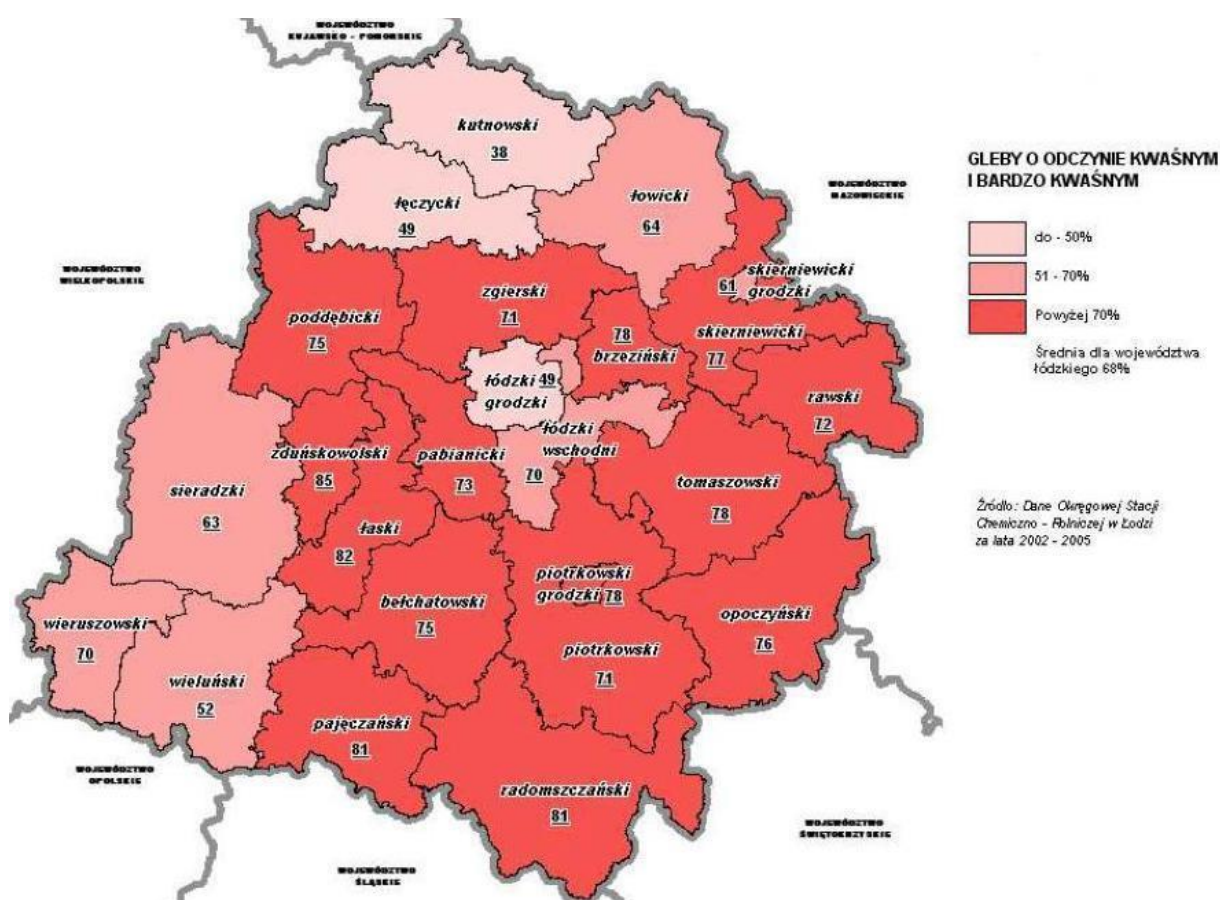 WOJEWÓDZTWO
KUJAWSKO - POMORSKIE
kutnowski
38
WOJEWÓDZTWO
MAZOWIECKIE
łęczycki
49
łowicki
64
WOJEWÓDZTWO
WIELKOPOLSKIE
poddębicki
75
zgierski
71
skierniewicki
61 grodzki
78
brzeziński
skierniewicki
77
łódzki 49
grodzki
rawski
72
łódzki
wschodni
70
zduńskowolski
85
pabianicki
73
tomaszowski
78
sieradzki
63
łaski
82
bełchatowski
75
piotrkowski
grodzki 78
opoczyński
76
wieruszowski
70
piotrkowski
71
wieluński
52
pajęczański
81
radomszczański
81
WOJEWÓDZTWO
OPOLSKIE
WOJEWÓDZTWO
ŚLĄSKIE
WOJEWÓDZTWO
ŚWIĘTOKRZYSKIE
GLEBY O ODCZYNIE KWAŚNYM
I BARDZO KWAŚNYM
do - 50%
51 - 70%
Powyżej 70%
Średnia dla województwa
łódzkiego 68%
Źródło: Dane Okręgowej Stacji
Chemiczno - Rolniczej w Łodzi
za lata 2002 - 2005